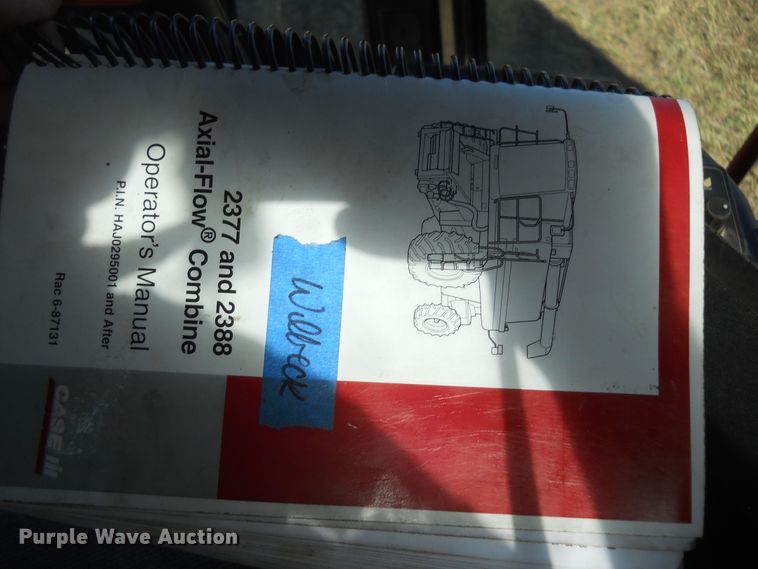 2377 and 2388
Axial-Flow® Combine
Operator's Manual
P.I.N. HAJ0295001 and After
Rac 6-87131
Wilbeck
CASE IH
Purple Wave Auction®